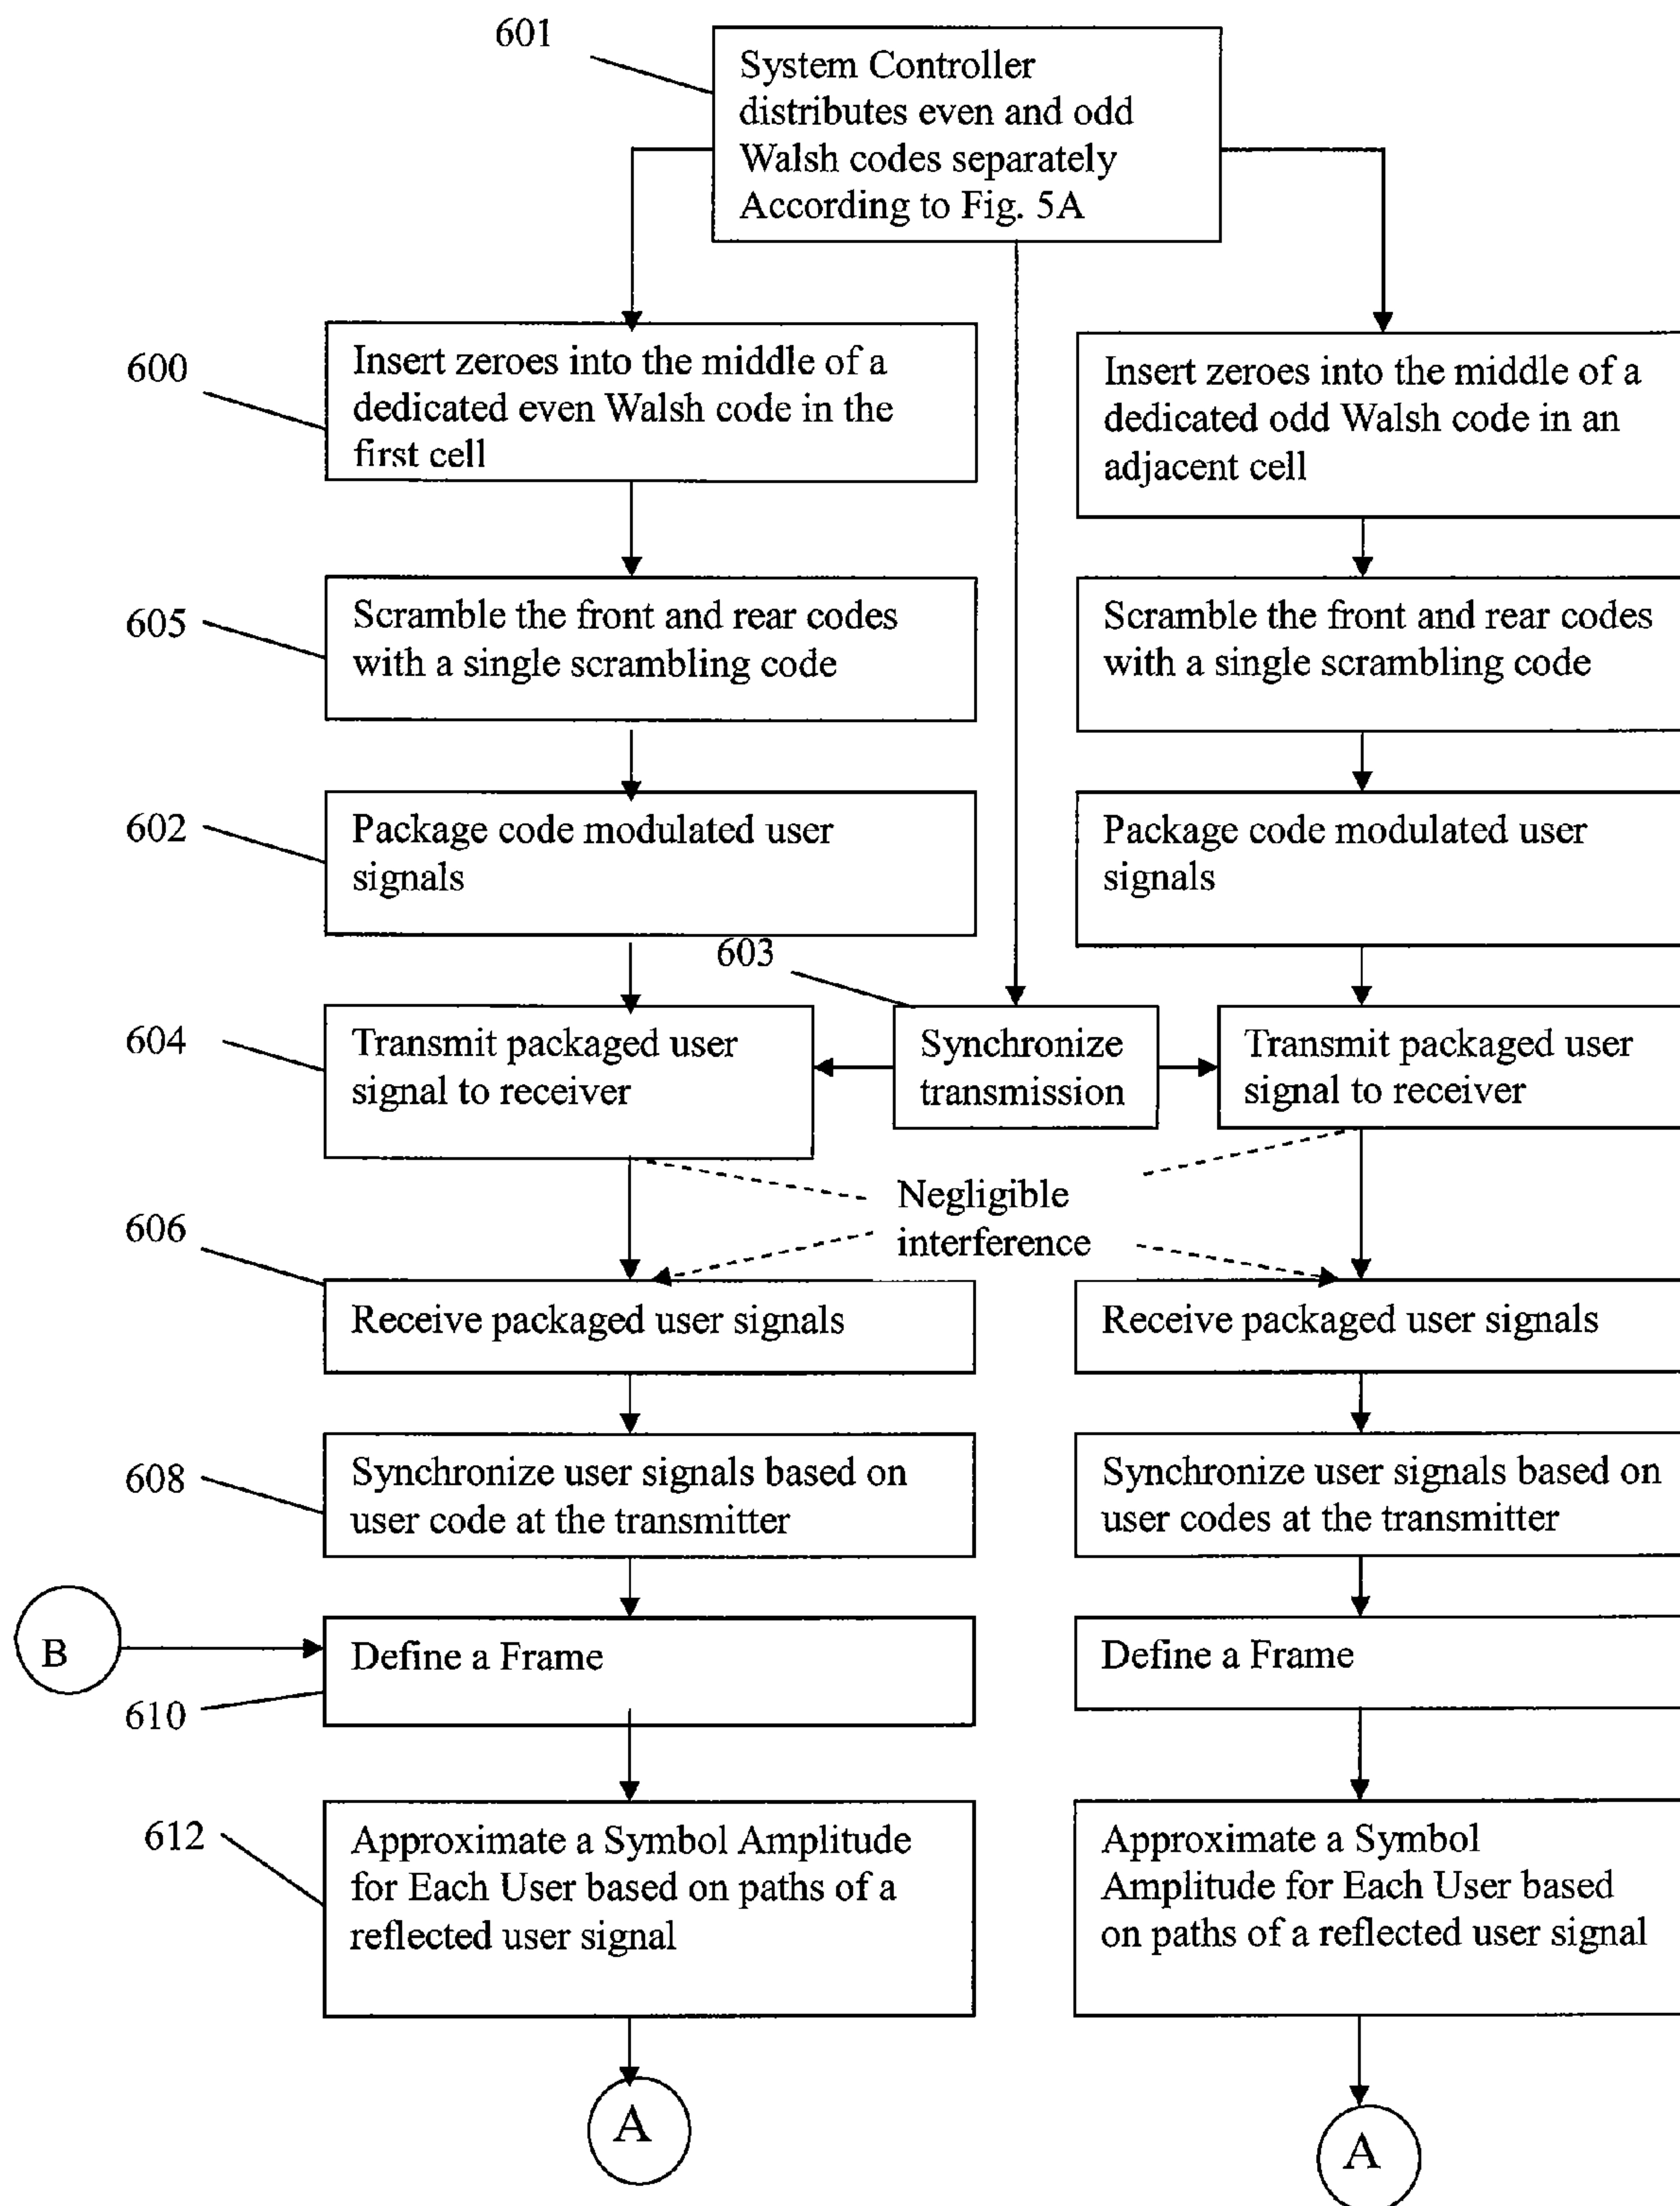 601
System Controller
distributes even and odd
Walsh codes separately
According to Fig. 5A
600
Insert zeroes into the middle of a
dedicated even Walsh code in the
first cell
Insert zeroes into the middle of a
dedicated odd Walsh code in an
adjacent cell
605
Scramble the front and rear codes
with a single scrambling code
Scramble the front and rear codes
with a single scrambling code
602
Package code modulated user
signals
Package code modulated user
signals
603
604
Transmit packaged user
signal to receiver
Synchronize
transmission
Transmit packaged user
signal to receiver
Negligible
interference
606
Receive packaged user signals
Receive packaged user signals
608
Synchronize user signals based on
user code at the transmitter
Synchronize user signals based on
user codes at the transmitter
B
Define a Frame
Define a Frame
610
612
Approximate a Symbol Amplitude
for Each User based on paths of a
reflected user signal
Approximate a Symbol
Amplitude for Each User based
on paths of a reflected user signal
A
A